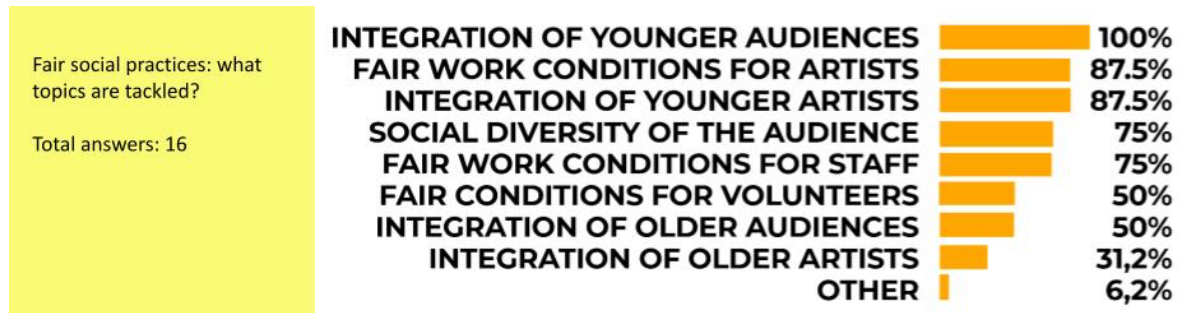 Fair social practices: what
topics are tackled?
Total answers: 16
INTEGRATION OF YOUNGER AUDIENCES 100%
FAIR WORK CONDITIONS FOR ARTISTS 87.5%
INTEGRATION OF YOUNGER ARTISTS 87.5%
SOCIAL DIVERSITY OF THE AUDIENCE 75%
FAIR WORK CONDITIONS FOR STAFF 75%
FAIR CONDITIONS FOR VOLUNTEERS 50%
INTEGRATION OF OLDER AUDIENCES 50%
INTEGRATION OF OLDER ARTISTS 31,2%
OTHER 6,2%